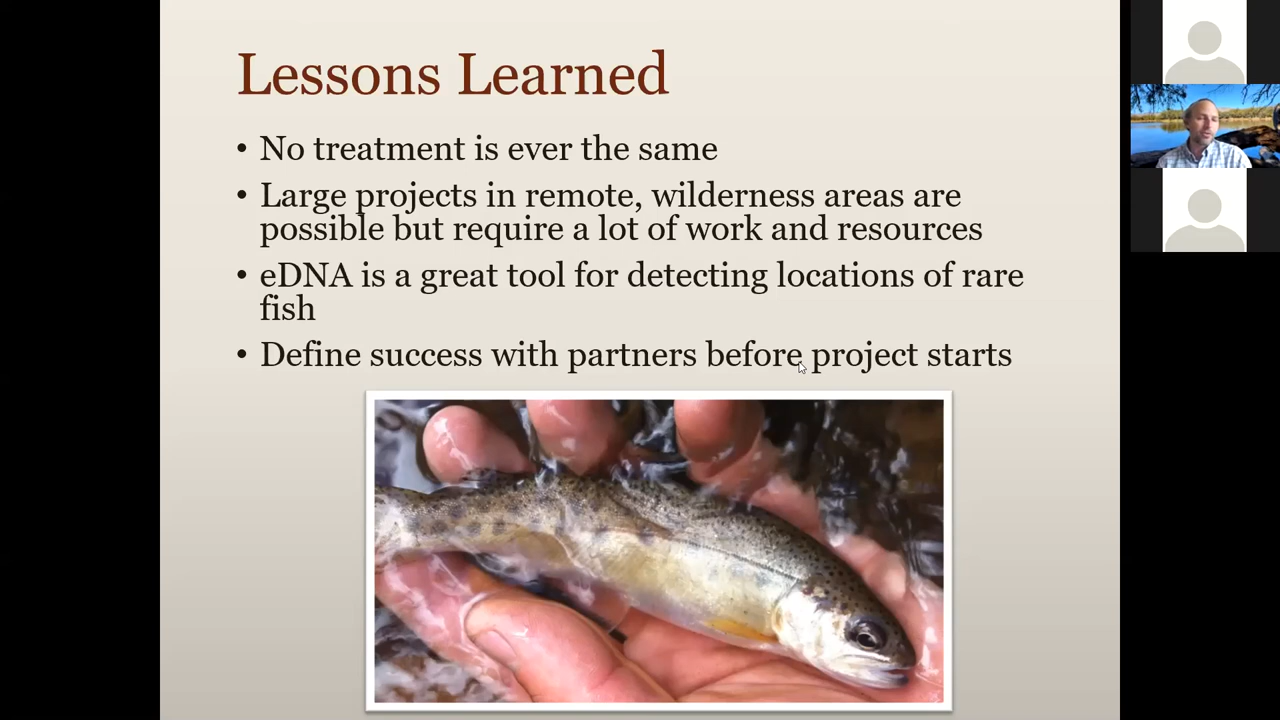 Lessons Learned
• No treatment is ever the same
• Large projects in remote, wilderness areas are
possible but require a lot of work and resources
• eDNA is a great tool for detecting locations of rare
fish
• Define success with partners before project starts